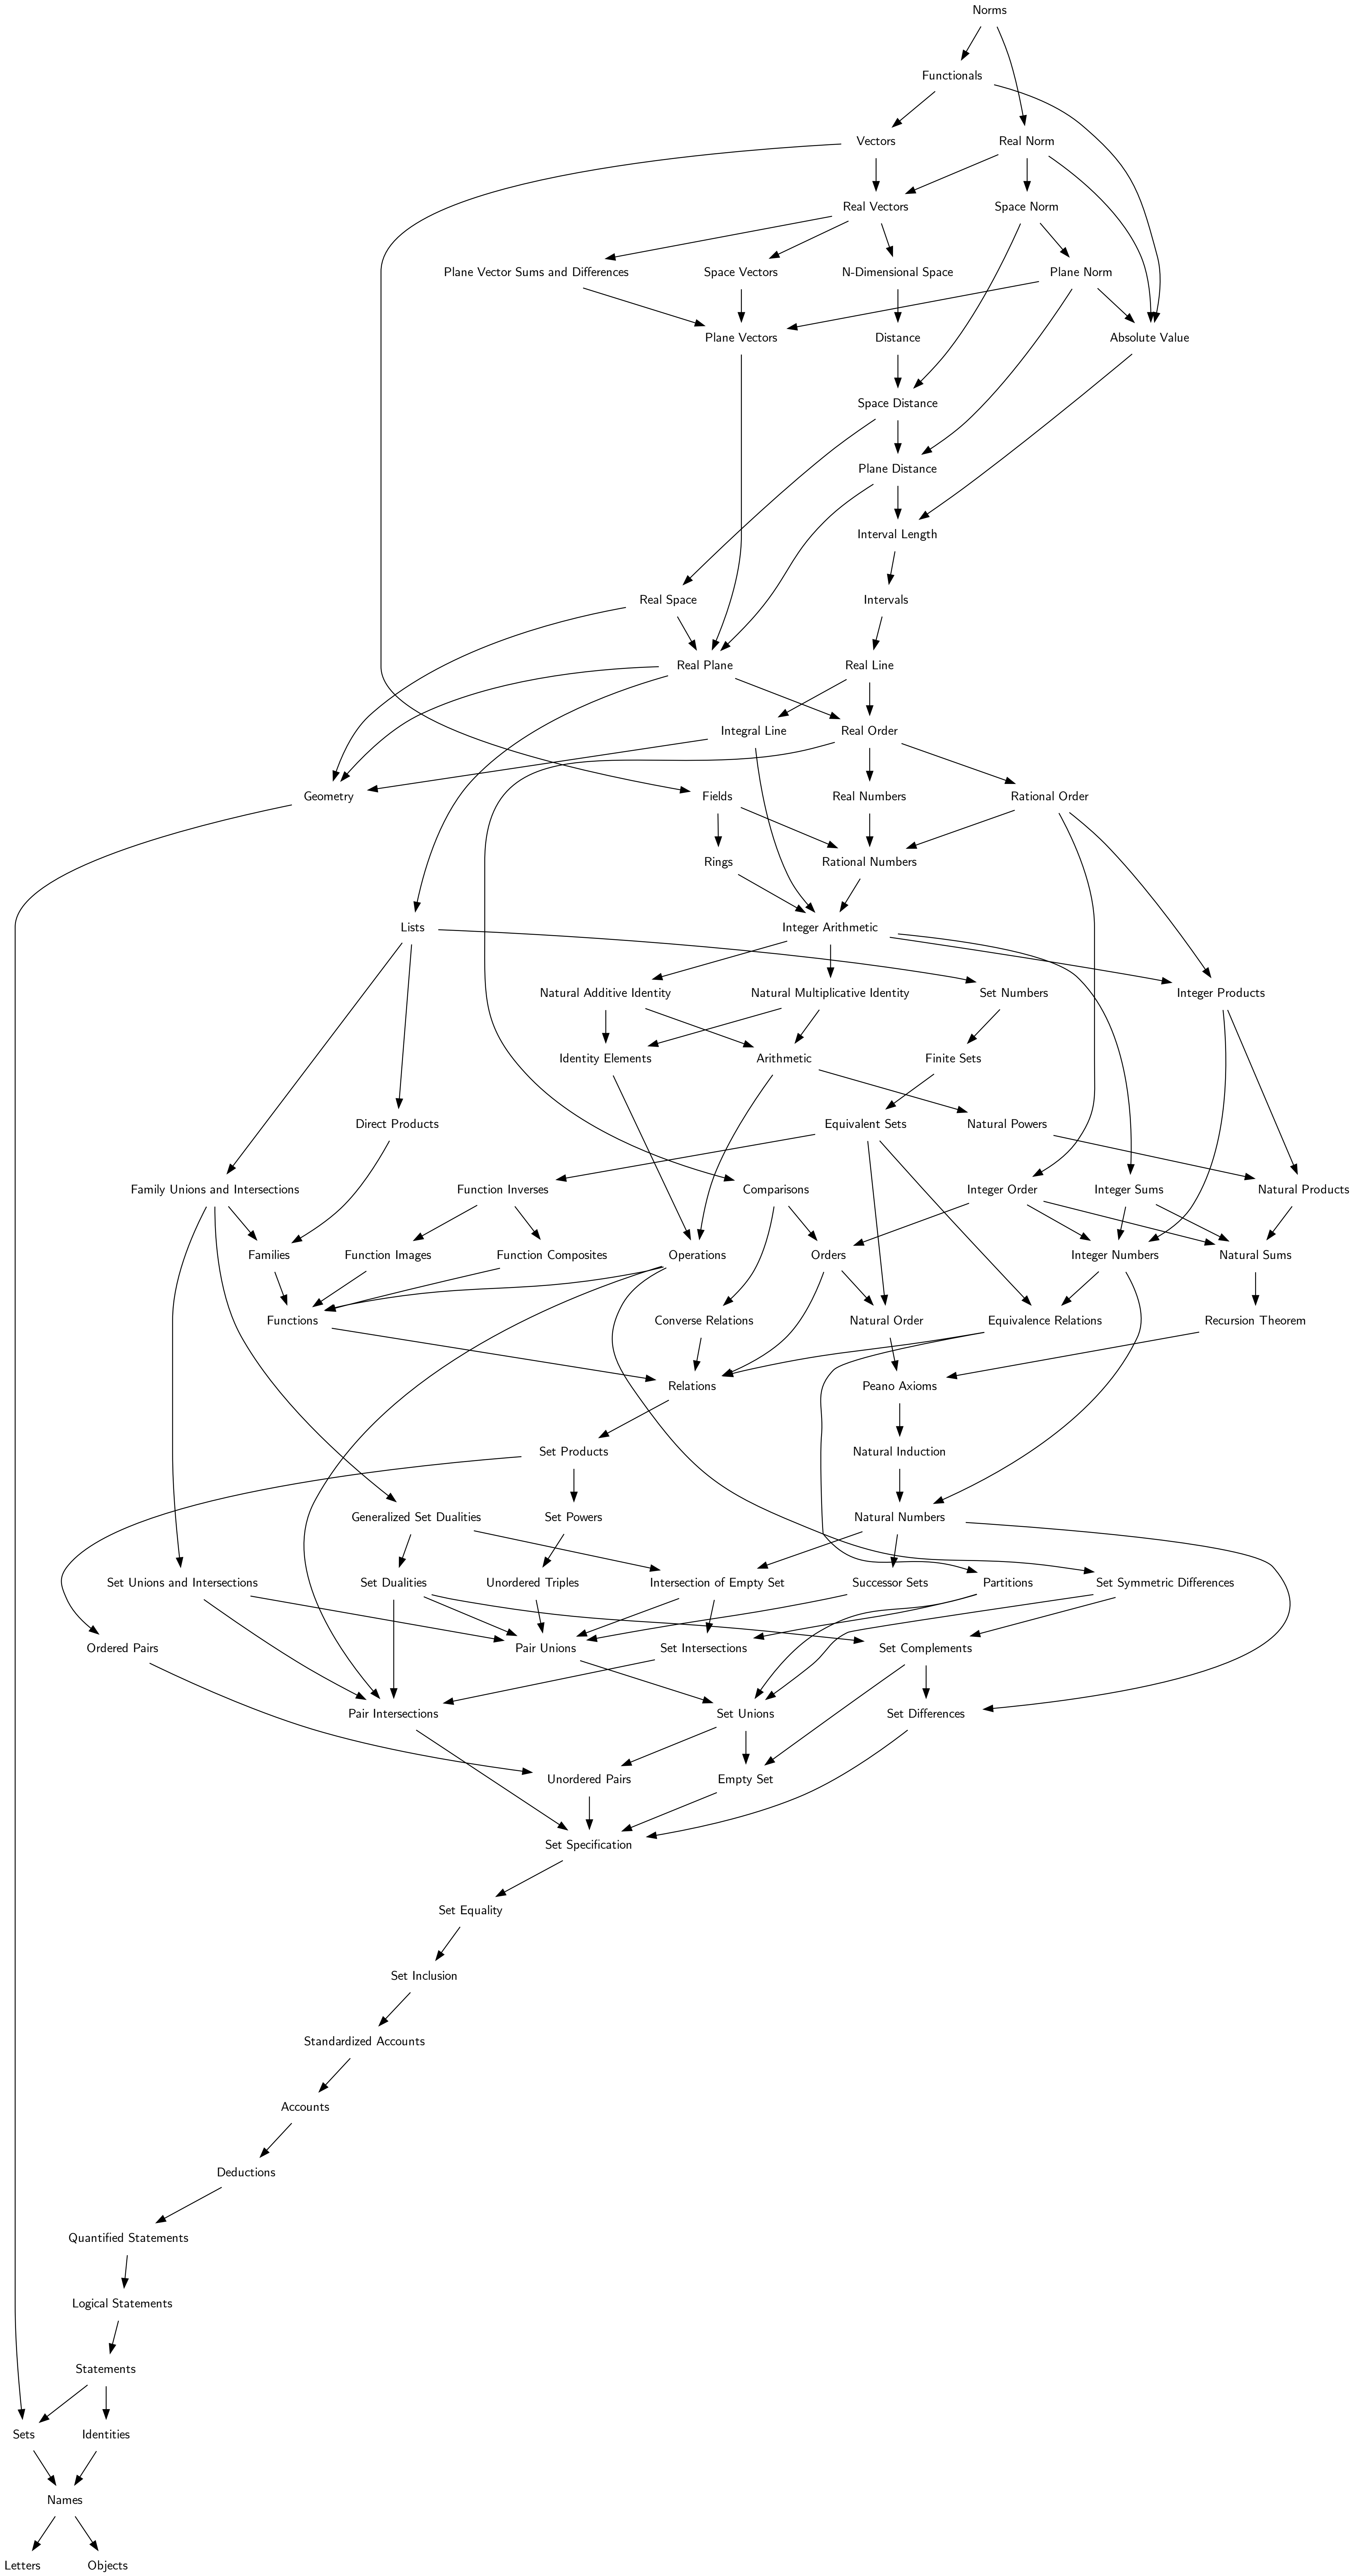 Norms
Functionals
Vectors
Real Norm
Real Vectors
Space Norm
Plane Vector Sums and Differences
Space Vectors
N-Dimensional Space
Plane Norm
Plane Vectors
Distance
Absolute Value
Space Distance
Plane Distance
Interval Length
Real Space
Intervals
Real Plane
Real Line
Integral Line
Real Order
Geometry
Fields
Real Numbers
Rational Order
Rings
Rational Numbers
Lists
Integer Arithmetic
Natural Additive Identity
Natural Multiplicative Identity
Set Numbers
Integer Products
Identity Elements
Arithmetic
Finite Sets
Direct Products
Equivalent Sets
Natural Powers
Family Unions and Intersections
Function Inverses
Comparisons
Integer Order
Integer Sums
Natural Products
Families
Function Images
Function Composites
Operations
Orders
Integer Numbers
Natural Sums
Functions
Converse Relations
Natural Order
Equivalence Relations
Recursion Theorem
Relations
Peano Axioms
Set Products
Natural Induction
Generalized Set Dualities
Set Powers
Natural Numbers
Set Unions and Intersections
Set Dualities
Unordered Triples
Intersection of Empty Set
Successor Sets
Partitions
Set Symmetric Differences
Ordered Pairs
Pair Unions
Set Intersections
Set Complements
Pair Intersections
Set Unions
Set Differences
Unordered Pairs
Empty Set
Set Specification
Set Equality
Set Inclusion
Standardized Accounts
Accounts
Deductions
Quantified Statements
Logical Statements
Statements
Sets
Identities
Names
Letters
Objects